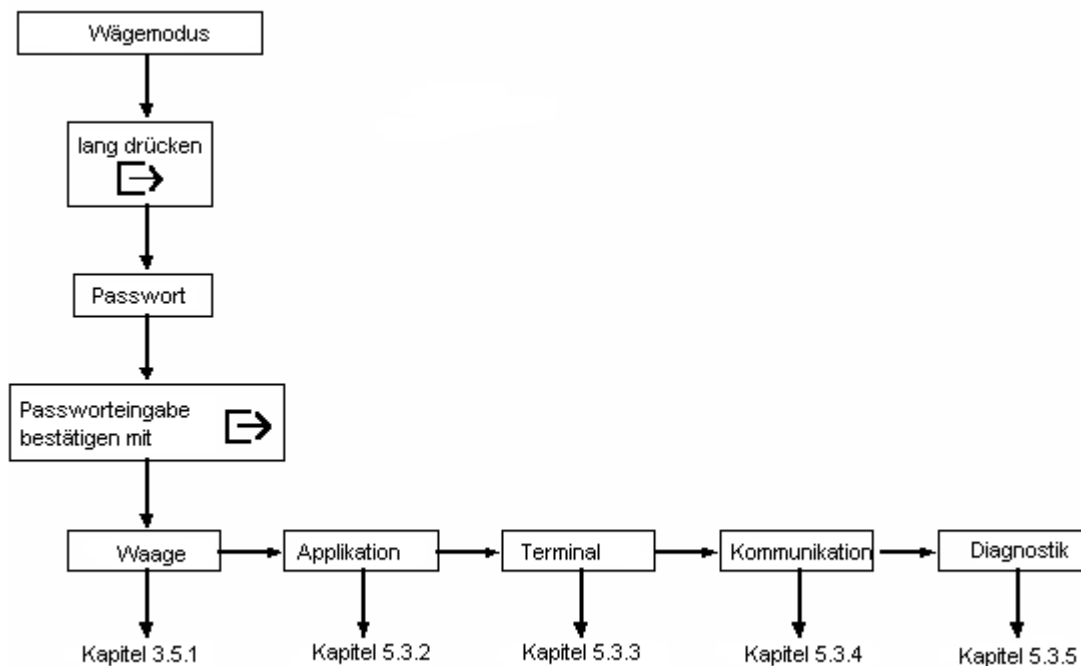 Wägemodus
lang drücken
Passwort
Passworteingabe
bestätigen mit
Waage
Applikation
Terminal
Kommunikation
Diagnostik
Kapitel 3.5.1
Kapitel 5.3.2
Kapitel 5.3.3
Kapitel 5.3.4
Kapitel 5.3.5